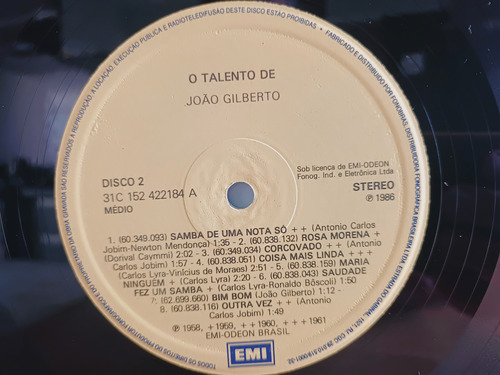 O TALENTO DE
JOÃO GILBERTO
DISCO 2
31C 152 422184 A
MÉDIO
Sob licenca de EMI-ODEON
Fonog. Ind. e Eletrônica Ltda
STEREO
℗ 1986
1. (60.349.093) SAMBA DE UMA NOTA SÓ ++ (Antonio Carlos
Jobim-Newton Mendonça) 1:35 - 2. (60.838.132) ROSA MORENA +
(Dorival Caymmi) 2:02 - 3. (60.349.034) CORCOVADO ++ (Antonio
Carlos Jobim) 1:57 - 4. (60.838.051) COISA MAIS LINDA +++
(Carlos Lyra-Vinicius de Moraes) 2:51 - 5. (60.838.159) MARIA
NINGUÉM + (Carlos Lyra) 2:20 - 6. (60.838.043) SAUDADE
FEZ UM SAMBA + (Carlos Lyra-Ronaldo Bôscoli) 1:50
7. (62.699.660) BIM BOM (João Gilberto) 1:12 -
8. (60.838.116) OUTRA VEZ ++ (Antonio
Carlos Jobim) 1:49
℗ 1958, +1959, ++1960, +++1961
EMI-ODEON BRASIL
EMI